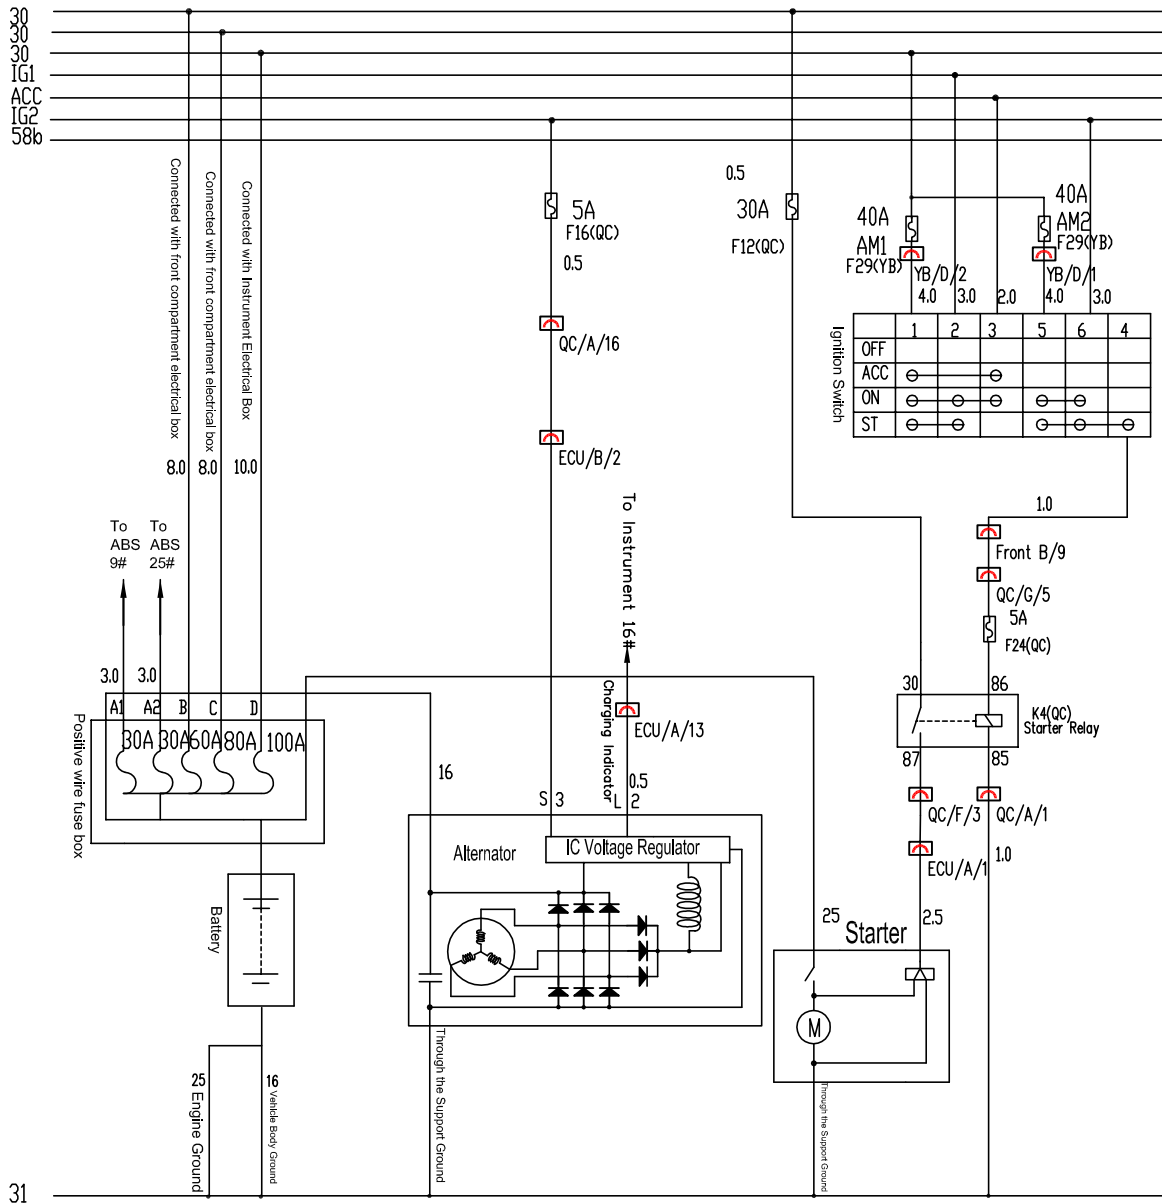 30
30
30
IG1
ACC
IG2
58b
Connected with front compartment electrical box
Connected with front compartment electrical box
Connected with Instrument Electrical Box
8.0
8.0
10.0
5A
F16(QC)
0.5
QC/A/16
ECU/B/2
0.5
30A
F12(QC)
40A
AM1
F29(YB)
40A
AM2
F29(YB)
YB/D/2
YB/D/1
4.0
3.0
2.0
4.0
3.0
Ignition Switch
1 2 3 5 6 4
OFF
ACC
ON
ST
1.0
Front B/9
QC/G/5
5A
F24(QC)
To
ABS
9#
To
ABS
25#
3.0
3.0
To Instrument 16#
Charging Indicator
ECU/A/13
0.5
30
86
K4(QC)
Starter Relay
87
85
QC/F/3
QC/A/1
ECU/A/1
1.0
A1 A2 B C D
30A 30A 60A 80A 100A
Positive wire fuse box
16
S 3
L 2
Alternator
IC Voltage Regulator
Battery
25
Starter
2.5
M
25 Engine Ground
16 Vehicle Body Ground
Through the Support Ground
Through the Support Ground
31